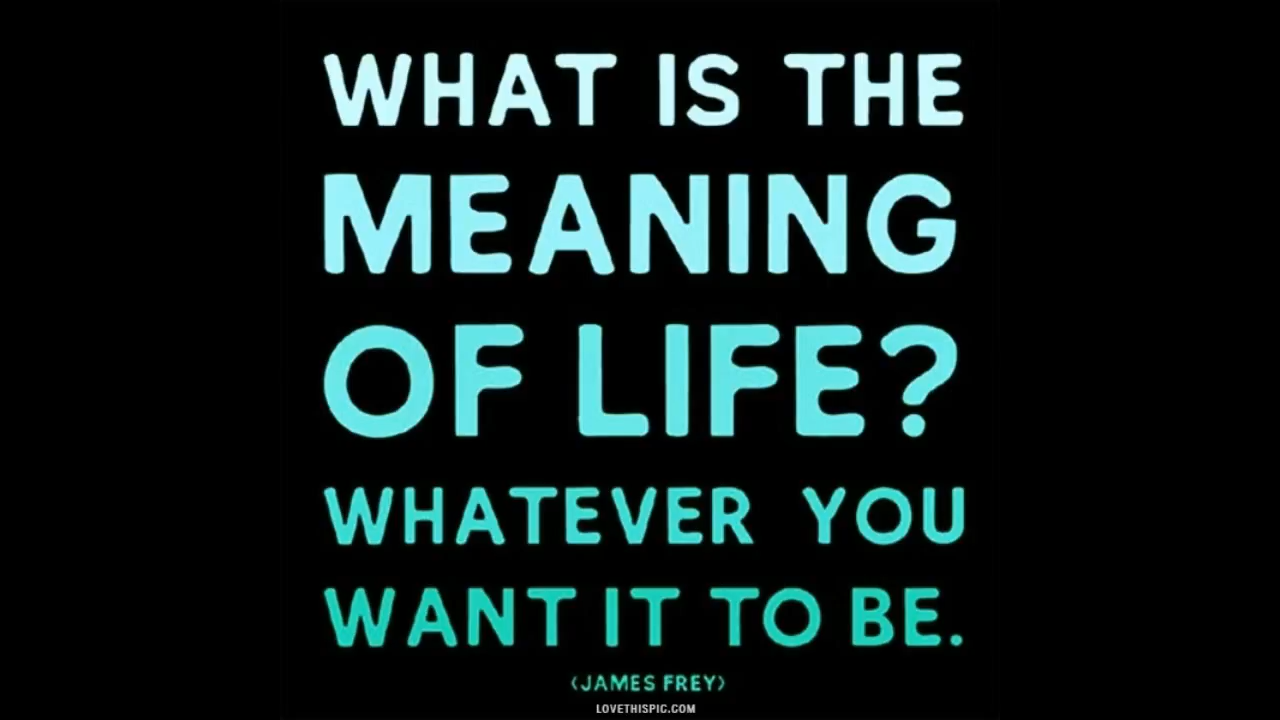 WHAT IS THE
MEANING
OF LIFE?
WHATEVER YOU
WANT IT TO BE.
<JAMES FREY>
LOVETHISPIC.COM